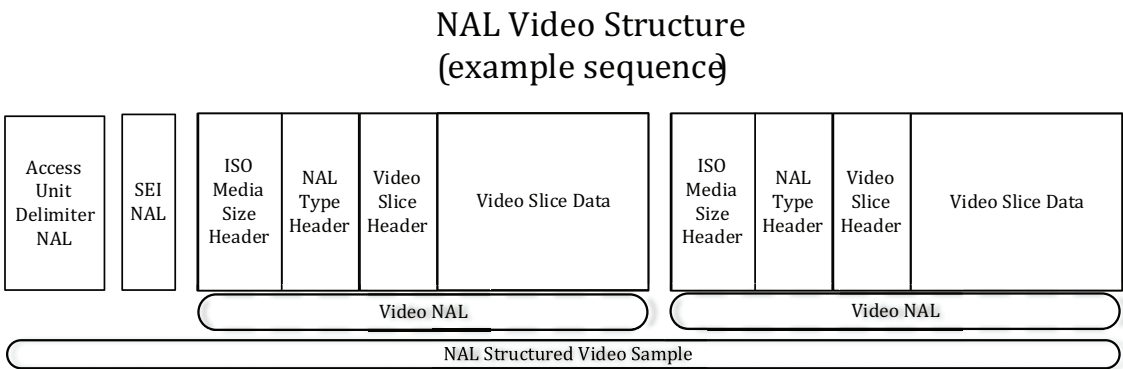 NAL Video Structure
(example sequence)
Access
Unit
Delimiter
NAL
SEI
NAL
ISO
Media
Size
Header
NAL
Type
Header
Video
Slice
Header
Video Slice Data
ISO
Media
Size
Header
NAL
Type
Header
Video
Slice
Header
Video Slice Data
Video NAL
Video NAL
NAL Structured Video Sample